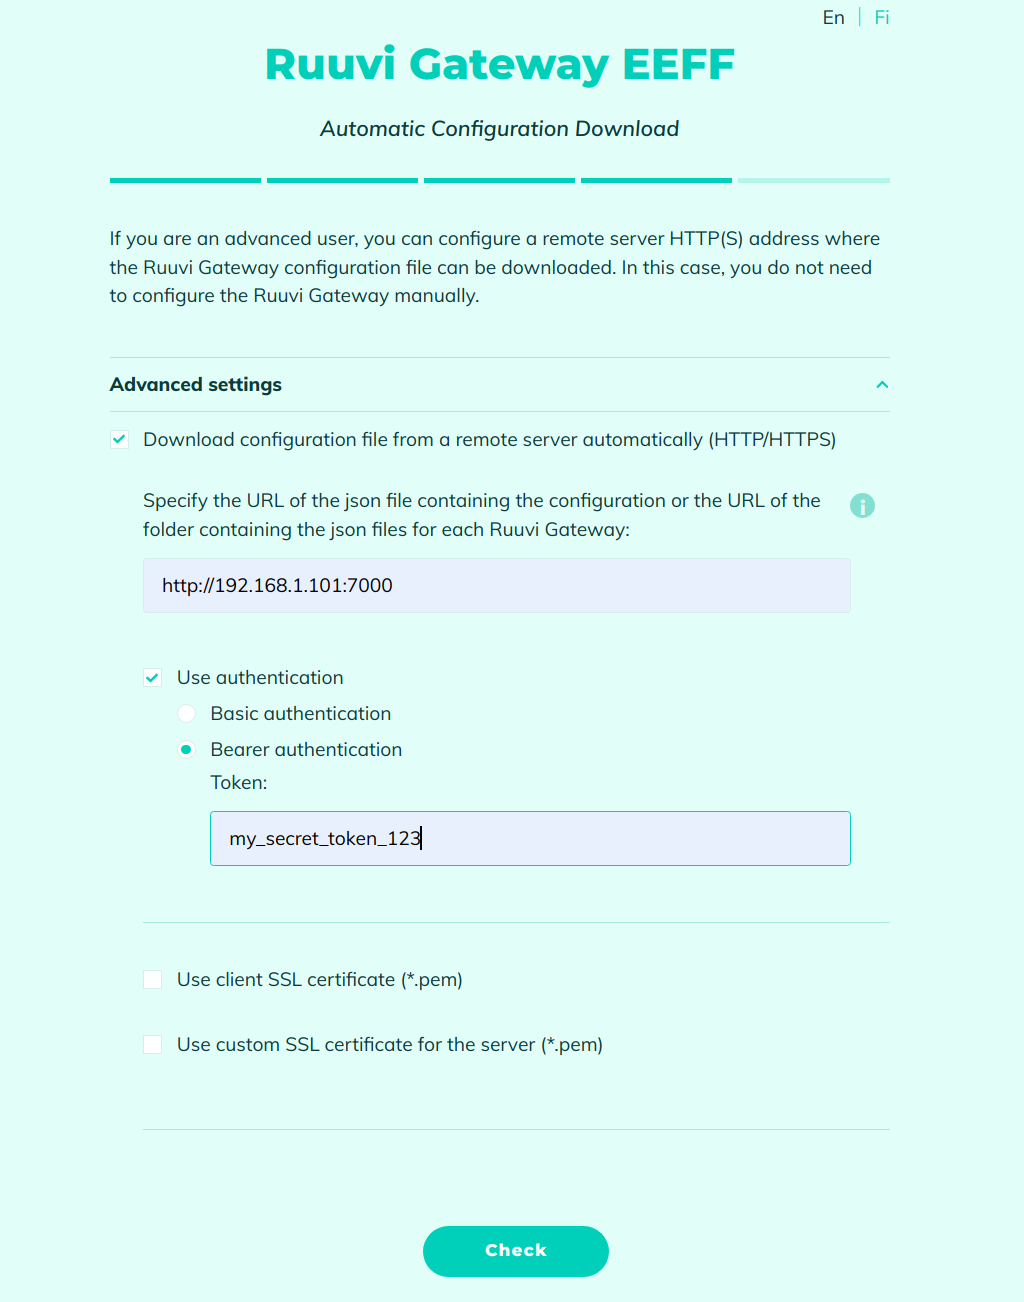 En | Fi
Ruuvi Gateway EEFF
Automatic Configuration Download
If you are an advanced user, you can configure a remote server HTTP(S) address where
the Ruuvi Gateway configuration file can be downloaded. In this case, you do not need
to configure the Ruuvi Gateway manually.
Advanced settings
Download configuration file from a remote server automatically (HTTP/HTTPS)
Specify the URL of the json file containing the configuration or the URL of the
folder containing the json files for each Ruuvi Gateway:
http://192.168.1.101:7000
Use authentication
Basic authentication
Bearer authentication
Token:
my_secret_token_123
Use client SSL certificate (*.pem)
Use custom SSL certificate for the server (*.pem)
Check